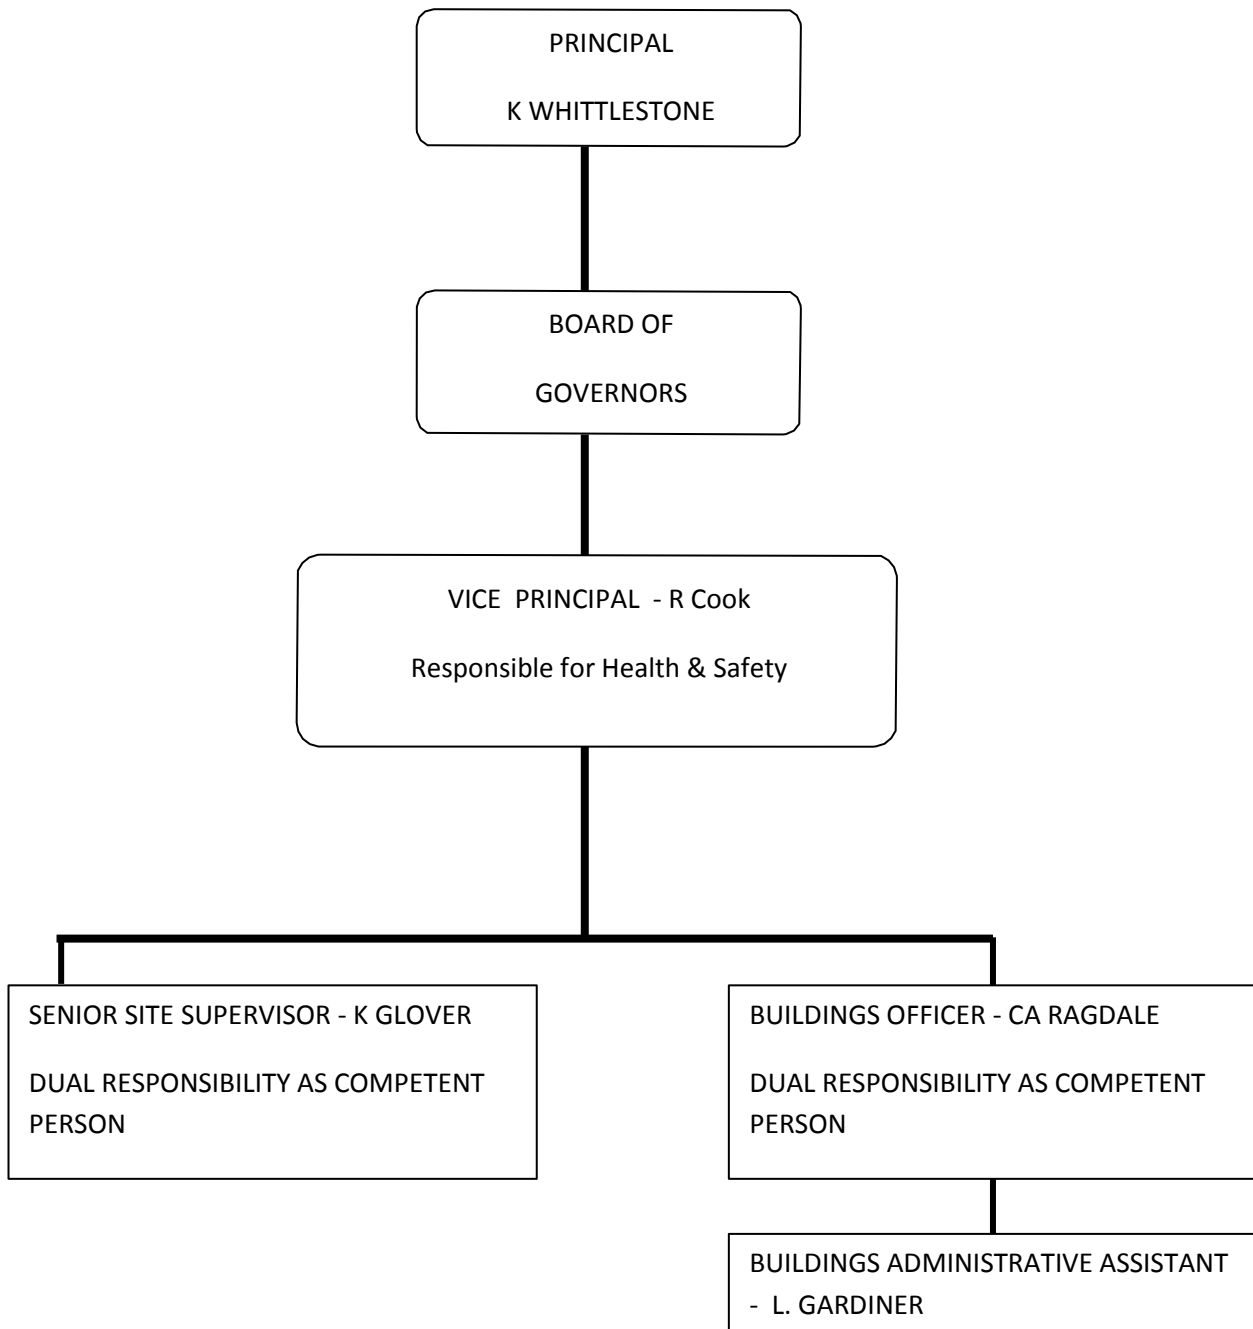 PRINCIPAL
K WHITTLESTONE
BOARD OF
GOVERNORS
VICE  PRINCIPAL  - R Cook
Responsible for Health & Safety
SENIOR SITE SUPERVISOR - K GLOVER
DUAL RESPONSIBILITY AS COMPETENT
PERSON
BUILDINGS OFFICER - CA RAGDALE
DUAL RESPONSIBILITY AS COMPETENT
PERSON
BUILDINGS ADMINISTRATIVE ASSISTANT
-  L. GARDINER